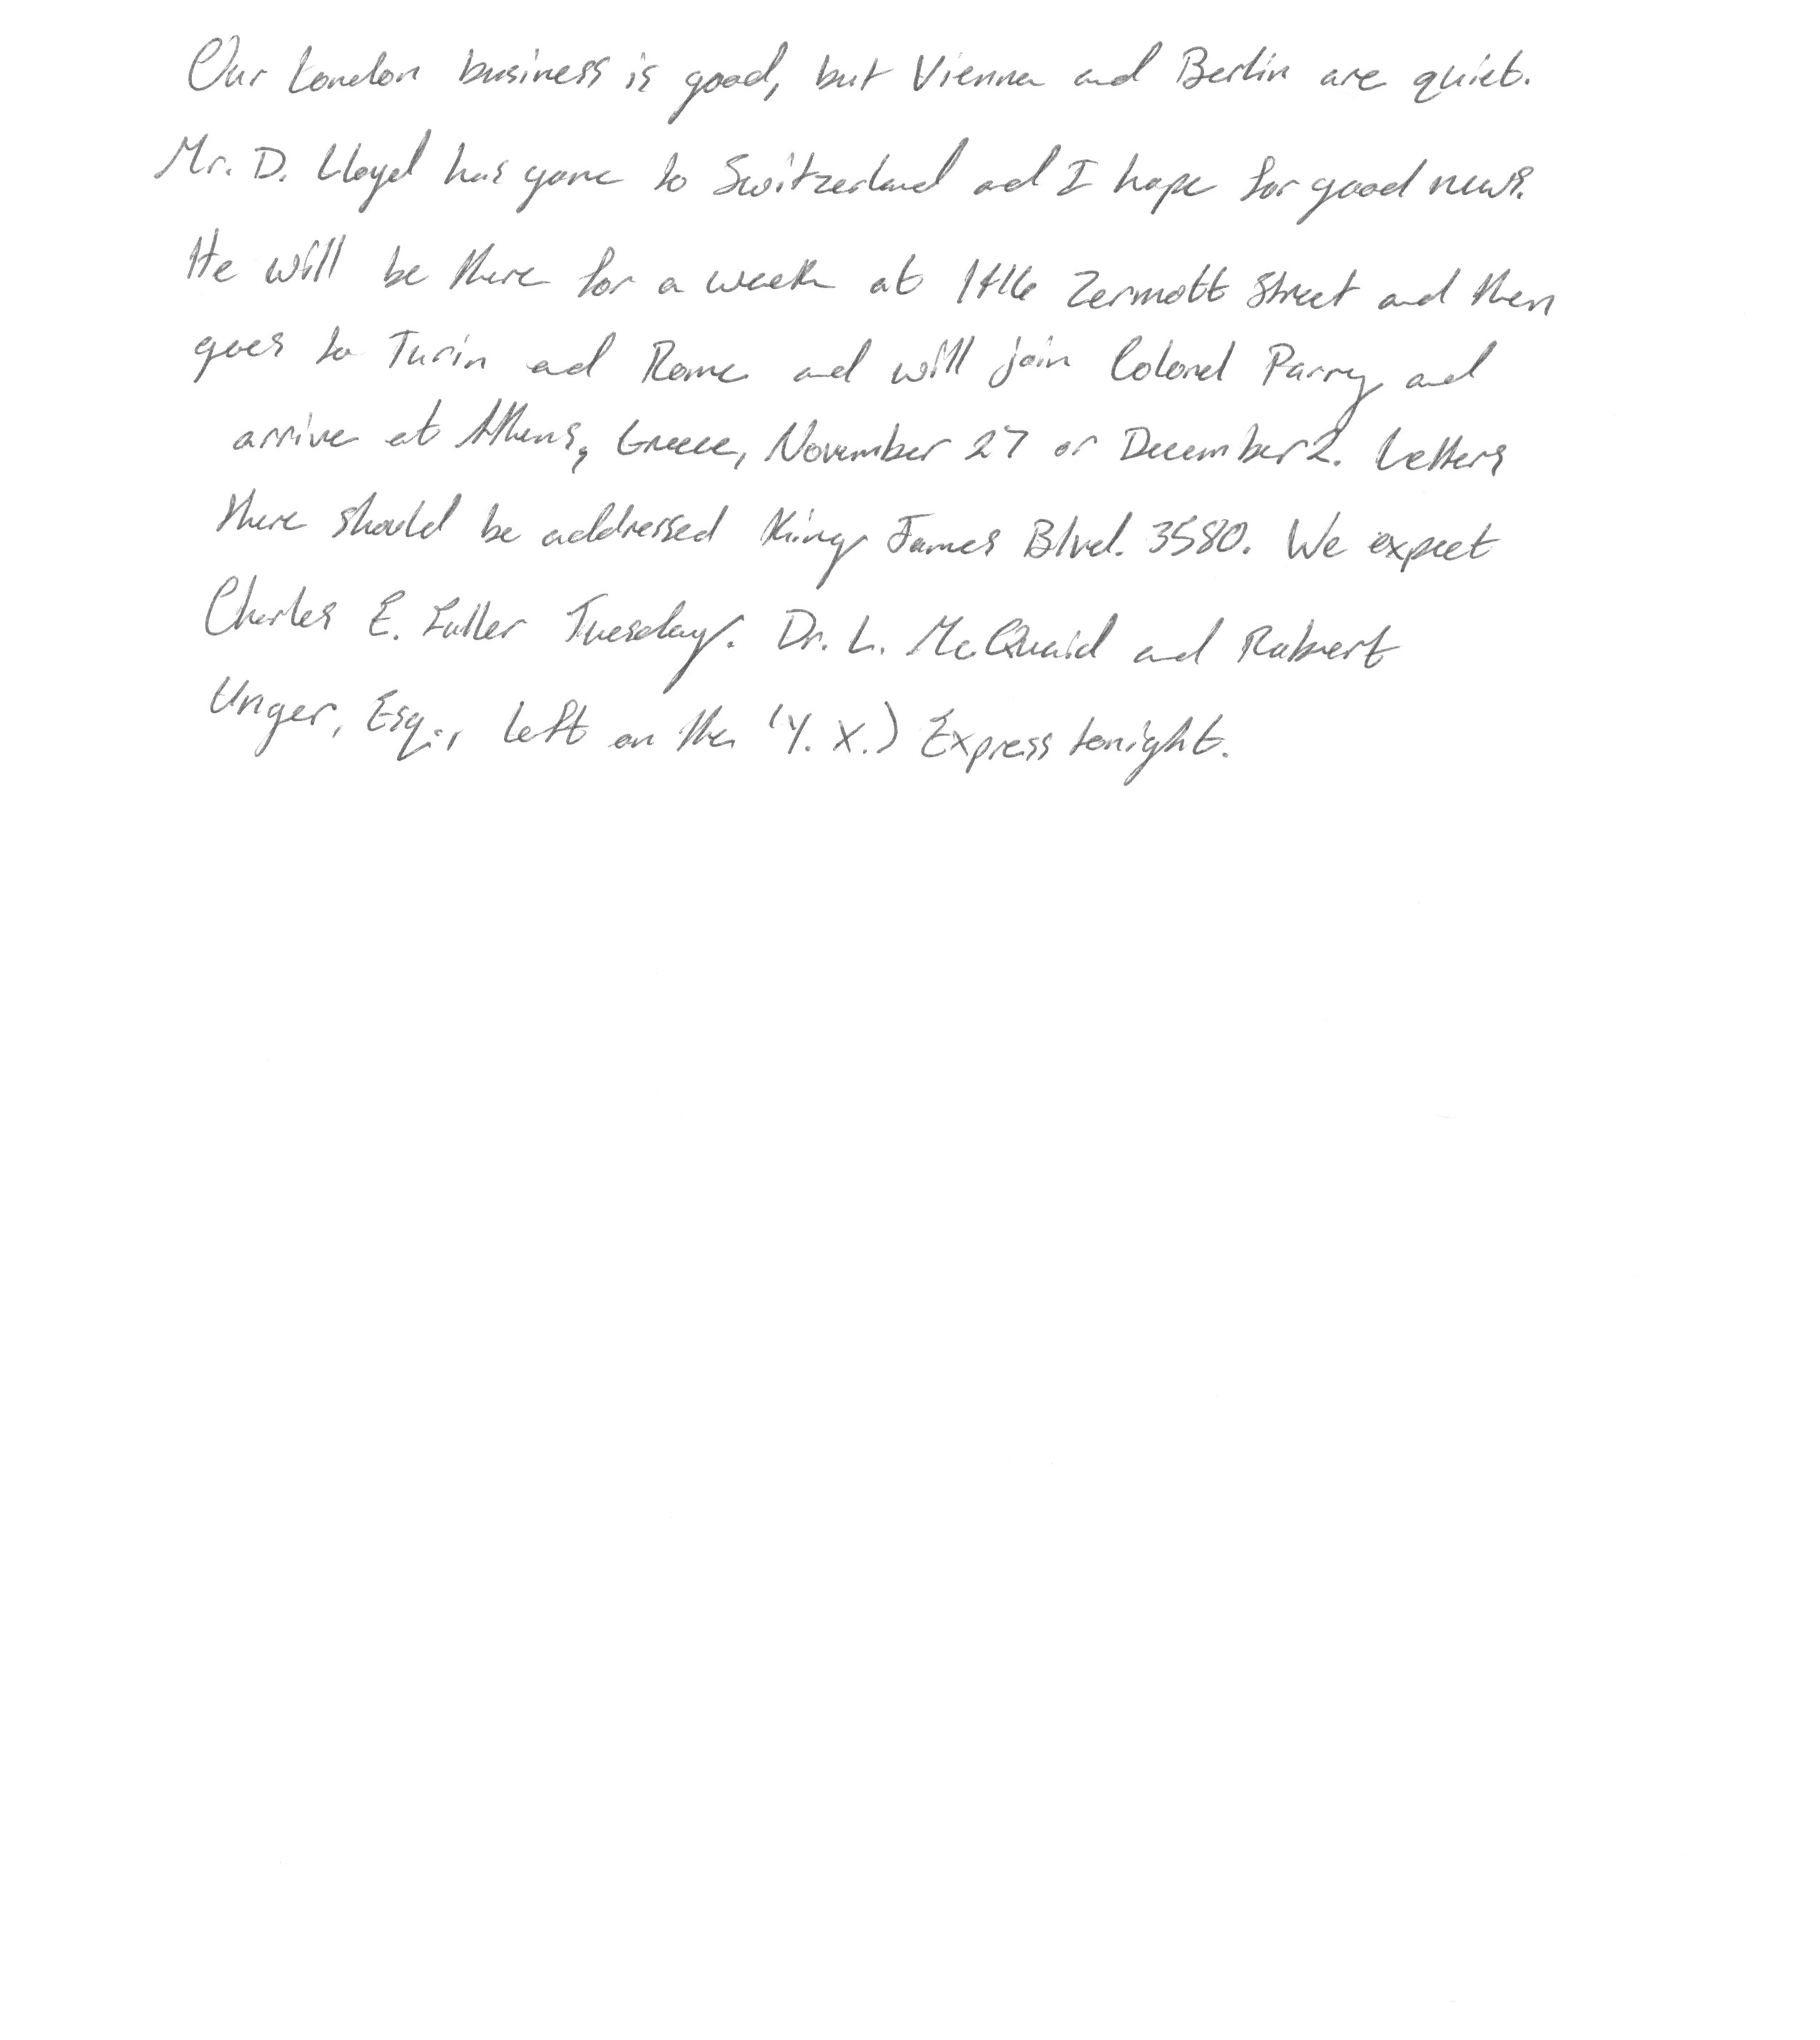 Our London business is good, but Vienna and Berlin are quiet.
Mr. D. Lloyd has gone to Switzerland and I hope for good news.
He will be there for a week at 1416 Zermott Street and then
goes to Turin and Rome and will join Colonel Parry and
arrive at Athens, Greece, November 27 or December 2. Letters
there should be addressed King James Blvd. 3580. We expect
Charles E. Fuller Tuesday. Dr. L. McQuaid and Robert
Unger, Esq., left on the 'Y. X.) Express tonight.